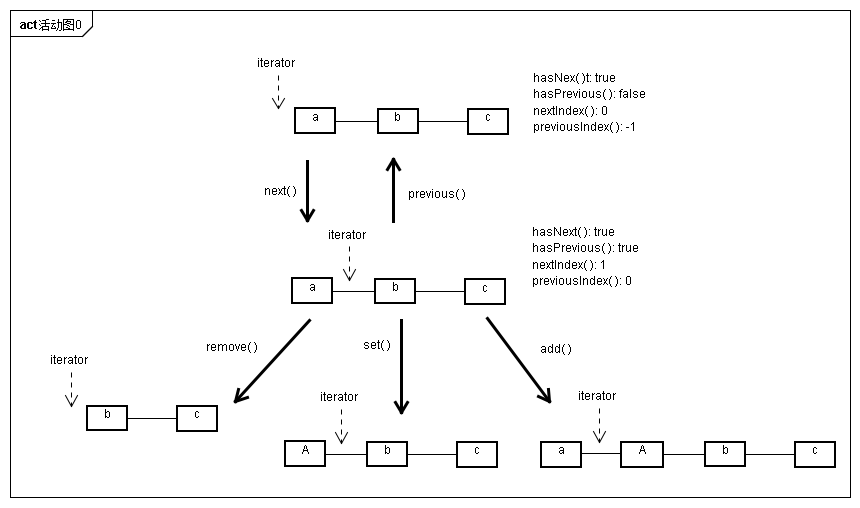 act活动图0
iterator
hasNex()t: true
hasPrevious(): false
nextIndex(): 0
previousIndex(): -1
a
b
c
next()
previous()
iterator
hasNext(): true
hasPrevious(): true
nextIndex(): 1
previousIndex(): 0
a
b
c
remove()
set()
add()
iterator
b
c
iterator
A
b
c
iterator
a
A
b
c